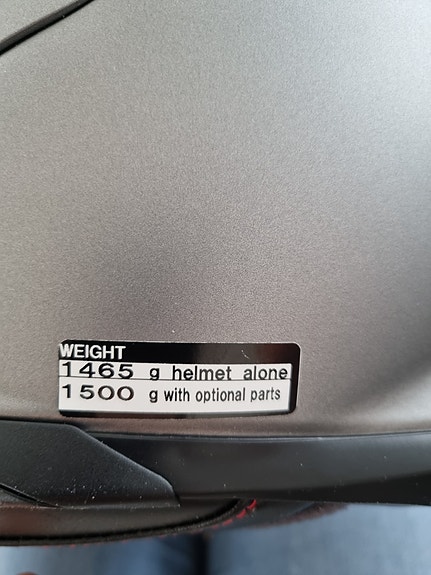 WEIGHT
1465 g helmet alone
1500 g with optional parts